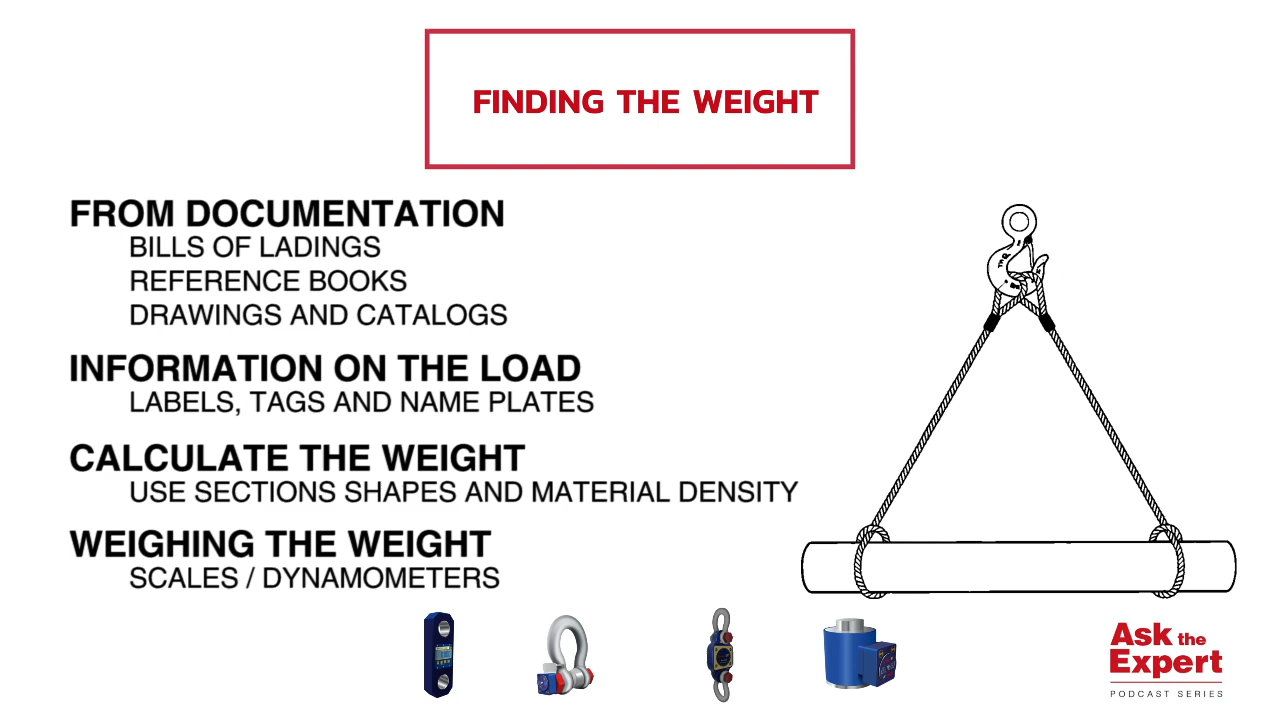 FINDING THE WEIGHT
FROM DOCUMENTATION
BILLS OF LADINGS
REFERENCE BOOKS
DRAWINGS AND CATALOGS
INFORMATION ON THE LOAD
LABELS, TAGS AND NAME PLATES
CALCULATE THE WEIGHT
USE SECTIONS SHAPES AND MATERIAL DENSITY
WEIGHING THE WEIGHT
SCALES / DYNAMOMETERS
Ask the
Expert
PODCAST SERIES